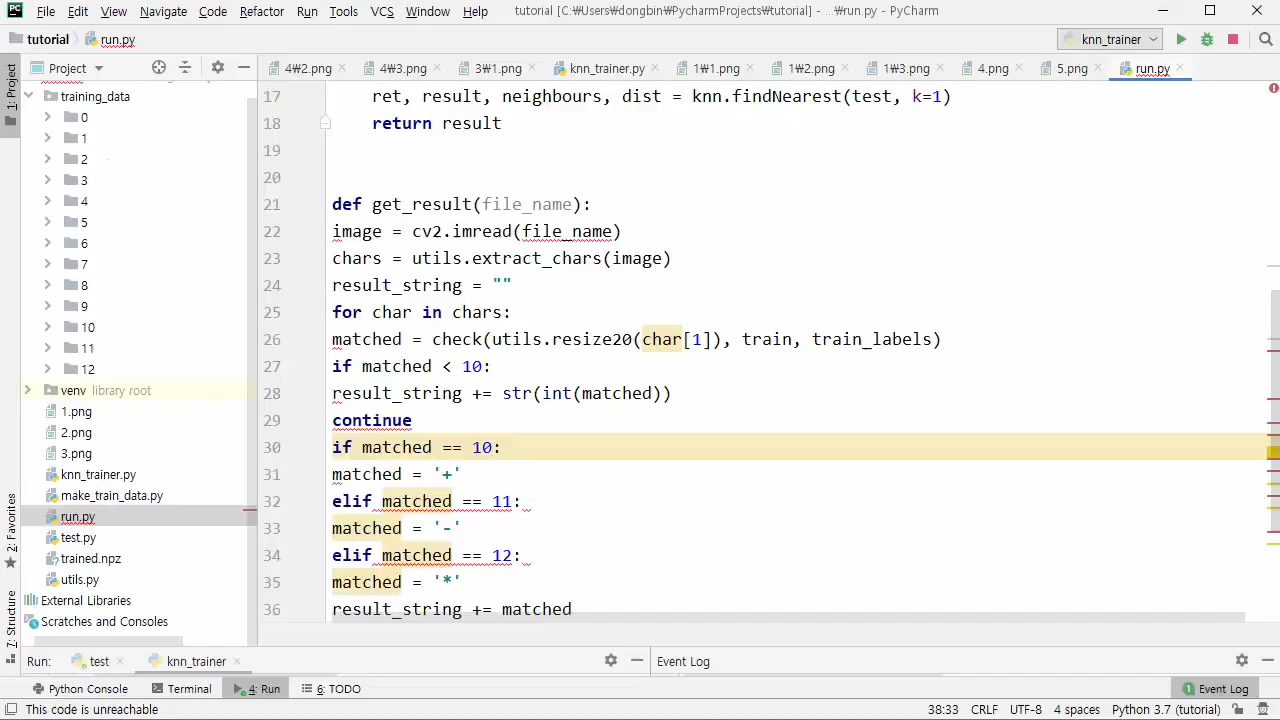 PC File Edit View Navigate Code Refactor Run Tools VCS Window Help tutorial [C:₩Users₩dongbin₩PycharmProjects₩tutorial] - ...₩run.py - PyCharm
tutorial run.py knn_trainer
1: Project
Project
4₩2.png 4₩3.png 3₩1.png knn_trainer.py 1₩1.png 1₩2.png 1₩3.png 4.png 5.png run.py
training_data
0
1
2
3
4
5
6
7
8
9
10
11
12
venv library root
1.png
2.png
3.png
knn_trainer.py
make_train_data.py
run.py
test.py
trained.npz
utils.py
External Libraries
Scratches and Consoles
17 ret, result, neighbours, dist = knn.findNearest(test, k=1)
18 return result
19
20
21 def get_result(file_name):
22 image = cv2.imread(file_name)
23 chars = utils.extract_chars(image)
24 result_string = ""
25 for char in chars:
26 matched = check(utils.resize20(char[1]), train, train_labels)
27 if matched < 10:
28 result_string += str(int(matched))
29 continue
30 if matched == 10:
31 matched = '+'
32 elif matched == 11:
33 matched = '-'
34 elif matched == 12:
35 matched = '*'
36 result_string += matched
2: Favorites
7: Structure
Run: test knn_trainer
Event Log
Python Console Terminal 4: Run 6: TODO 1 Event Log
This code is unreachable 38:33 CRLF UTF-8 4 spaces Python 3.7 (tutorial)